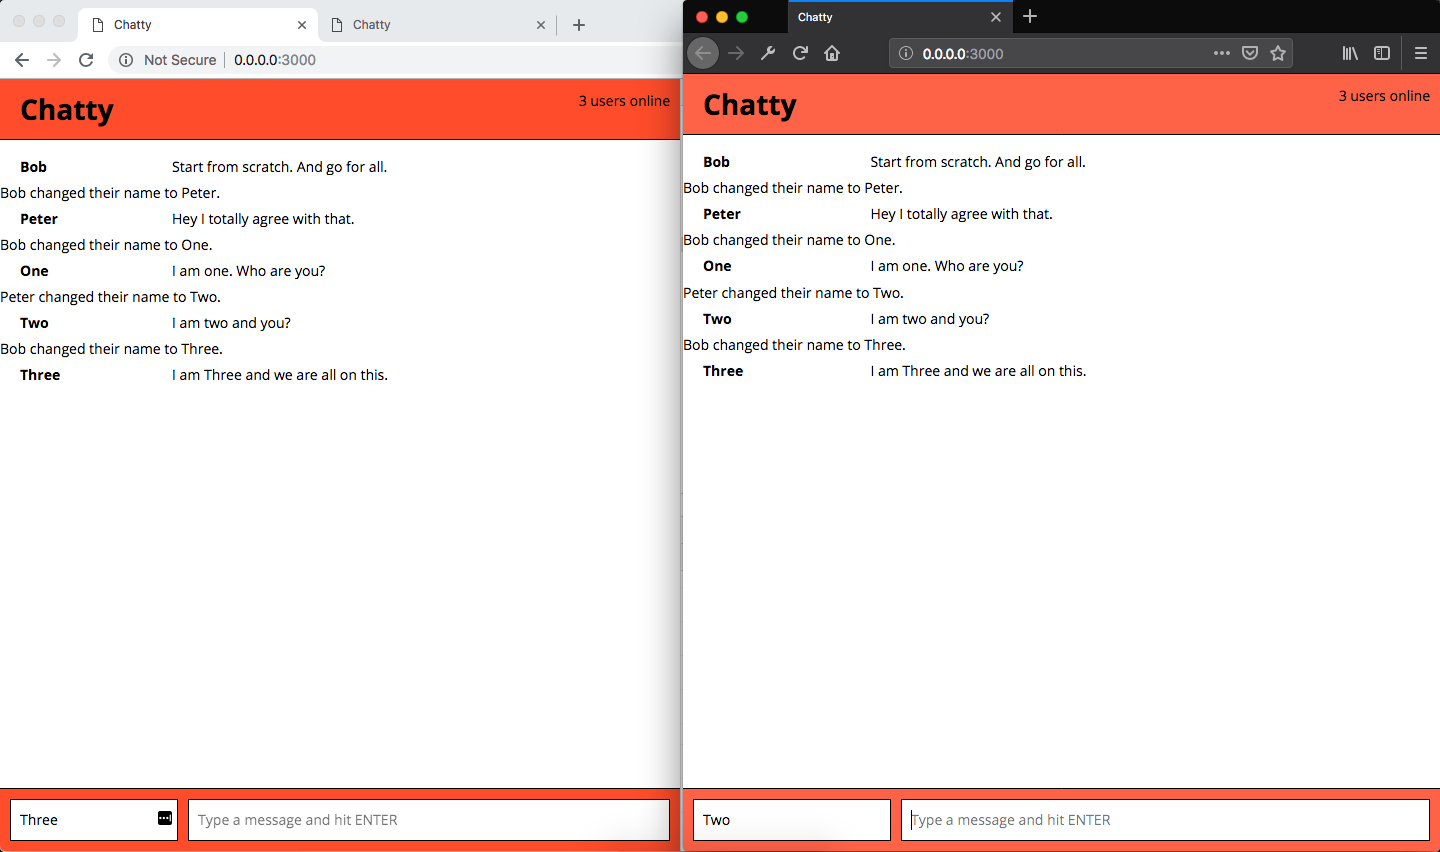 Chatty
Chatty
Not Secure 0.0.0.0:3000
Chatty
3 users online
Bob Start from scratch. And go for all.
Bob changed their name to Peter.
Peter Hey I totally agree with that.
Bob changed their name to One.
One I am one. Who are you?
Peter changed their name to Two.
Two I am two and you?
Bob changed their name to Three.
Three I am Three and we are all on this.
Three Type a message and hit ENTER
Chatty
0.0.0.0:3000
Chatty
3 users online
Bob Start from scratch. And go for all.
Bob changed their name to Peter.
Peter Hey I totally agree with that.
Bob changed their name to One.
One I am one. Who are you?
Peter changed their name to Two.
Two I am two and you?
Bob changed their name to Three.
Three I am Three and we are all on this.
Two Type a message and hit ENTER